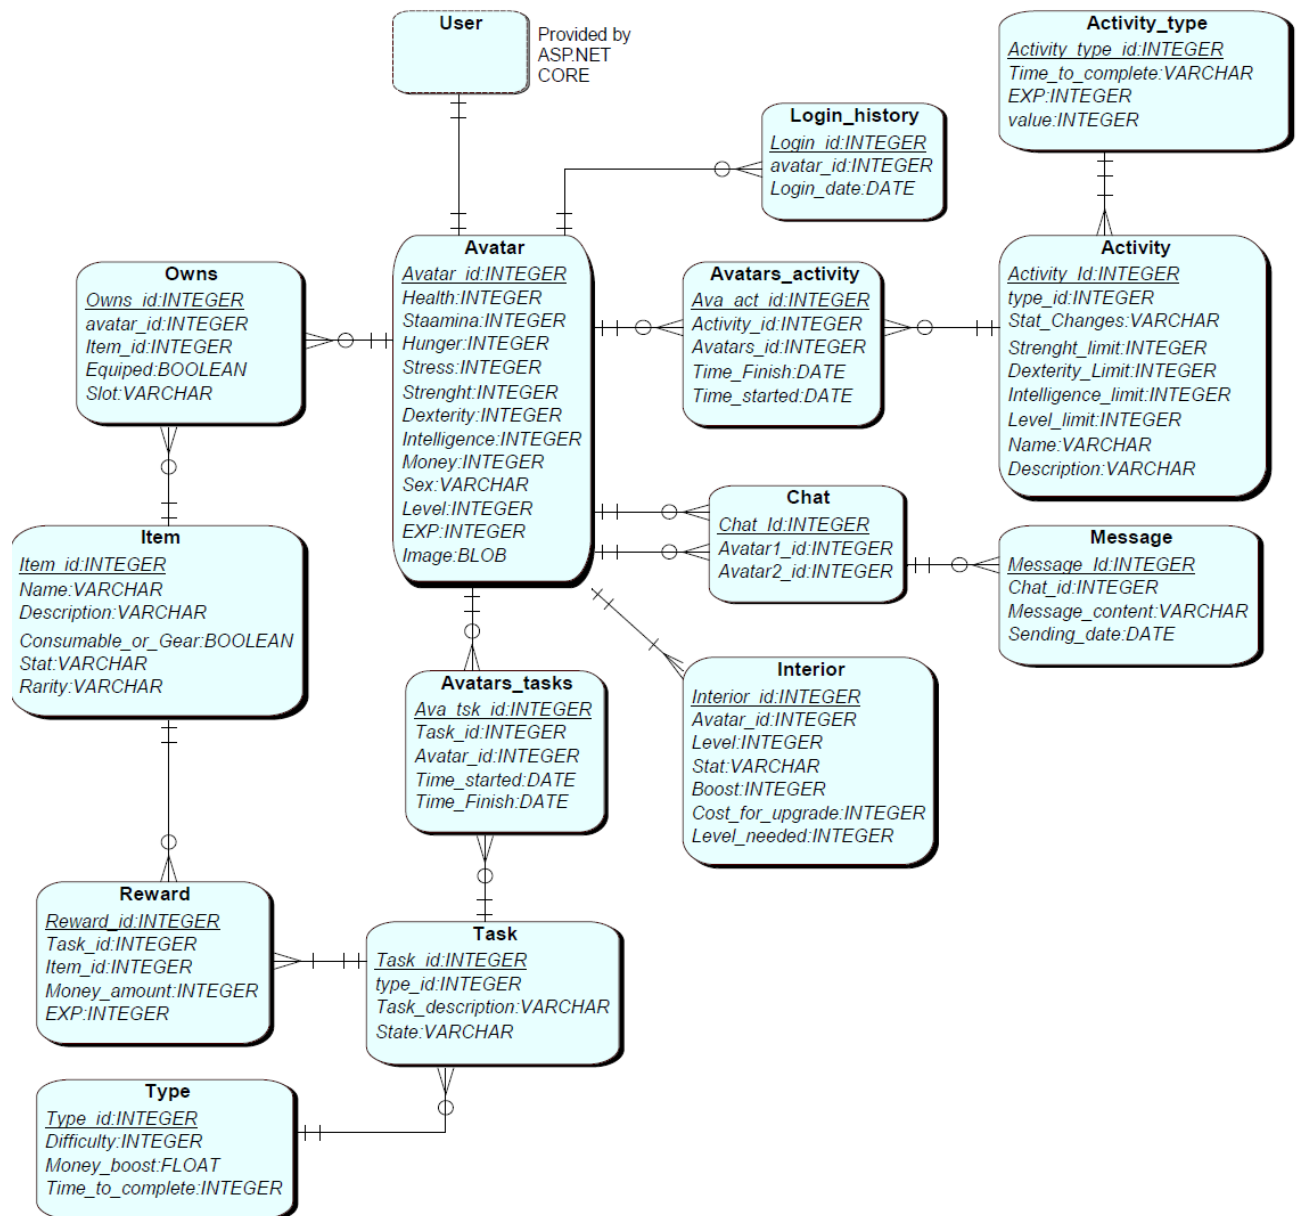 User
Provided by
ASP.NET
CORE
Activity_type
Activity_type_id:INTEGER
Time_to_complete:VARCHAR
EXP:INTEGER
value:INTEGER
Login_history
Login_id:INTEGER
avatar_id:INTEGER
Login_date:DATE
Owns
Owns_id:INTEGER
avatar_id:INTEGER
Item_id:INTEGER
Equiped:BOOLEAN
Slot:VARCHAR
Avatar
Avatar_id:INTEGER
Health:INTEGER
Staamina:INTEGER
Hunger:INTEGER
Stress:INTEGER
Strenght:INTEGER
Dexterity:INTEGER
Intelligence:INTEGER
Money:INTEGER
Sex:VARCHAR
Level:INTEGER
EXP:INTEGER
Image:BLOB
Avatars_activity
Ava_act_id:INTEGER
Activity_id:INTEGER
Avatars_id:INTEGER
Time_Finish:DATE
Time_started:DATE
Activity
Activity_Id:INTEGER
type_id:INTEGER
Stat_Changes:VARCHAR
Strenght_limit:INTEGER
Dexterity_Limit:INTEGER
Intelligence_limit:INTEGER
Level_limit:INTEGER
Name:VARCHAR
Description:VARCHAR
Chat
Chat_Id:INTEGER
Avatar1_id:INTEGER
Avatar2_id:INTEGER
Message
Message_Id:INTEGER
Chat_id:INTEGER
Message_content:VARCHAR
Sending_date:DATE
Item
Item_id:INTEGER
Name:VARCHAR
Description:VARCHAR
Consumable_or_Gear:BOOLEAN
Stat:VARCHAR
Rarity:VARCHAR
Avatars_tasks
Ava_tsk_id:INTEGER
Task_id:INTEGER
Avatar_id:INTEGER
Time_started:DATE
Time_Finish:DATE
Interior
Interior_id:INTEGER
Avatar_id:INTEGER
Level:INTEGER
Stat:VARCHAR
Boost:INTEGER
Cost_for_upgrade:INTEGER
Level_needed:INTEGER
Reward
Reward_id:INTEGER
Task_id:INTEGER
Item_id:INTEGER
Money_amount:INTEGER
EXP:INTEGER
Task
Task_id:INTEGER
type_id:INTEGER
Task_description:VARCHAR
State:VARCHAR
Type
Type_id:INTEGER
Difficulty:INTEGER
Money_boost:FLOAT
Time_to_complete:INTEGER